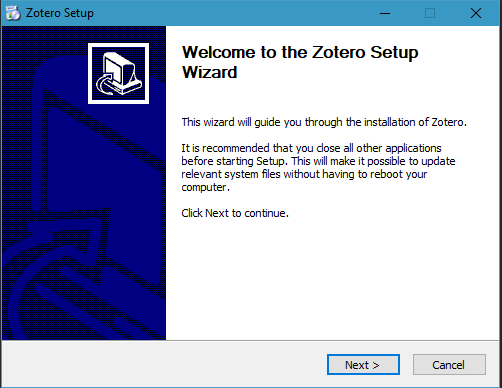 Zotero Setup
Welcome to the Zotero Setup
Wizard
This wizard will guide you through the installation of Zotero.
It is recommended that you close all other applications
before starting Setup. This will make it possible to update
relevant system files without having to reboot your
computer.
Click Next to continue.
Next >
Cancel